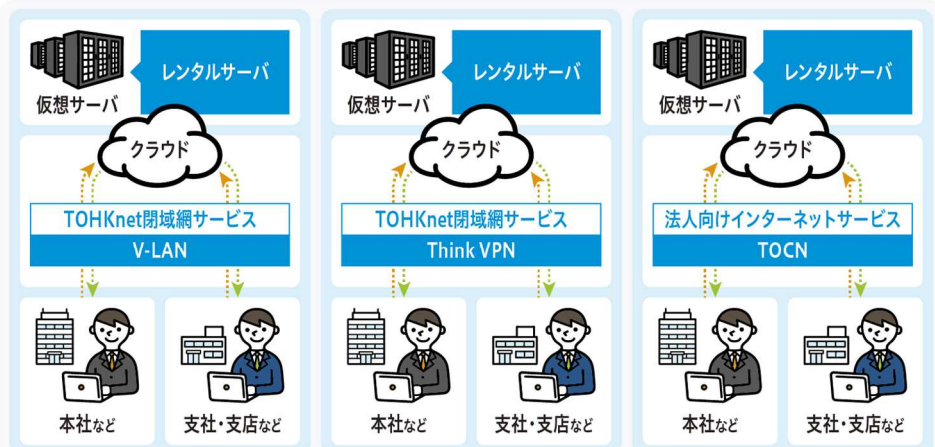 レンタルサーバ
仮想サーバ
クラウド
TOHKnet閉域網サービス
V-LAN
本社など
支社・支店など
レンタルサーバ
仮想サーバ
クラウド
TOHKnet閉域網サービス
Think VPN
本社など
支社・支店など
レンタルサーバ
仮想サーバ
クラウド
法人向けインターネットサービス
TOCN
本社など
支社・支店など